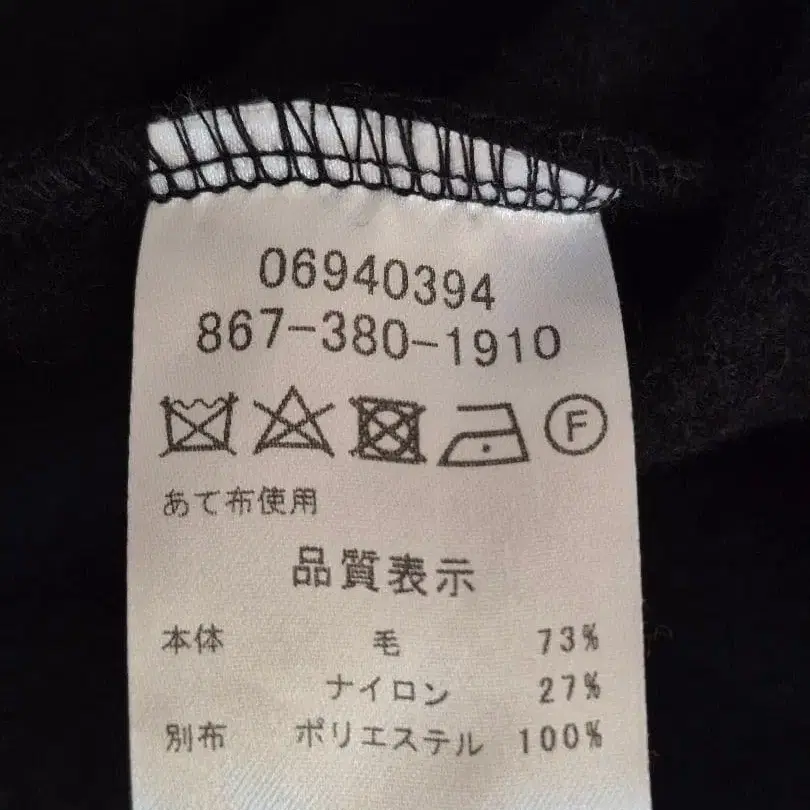 06940394
867-380-1910
F
あて布使用
品質表示
本体 毛 73%
ナイロン 27%
別布 ポリエステル 100%